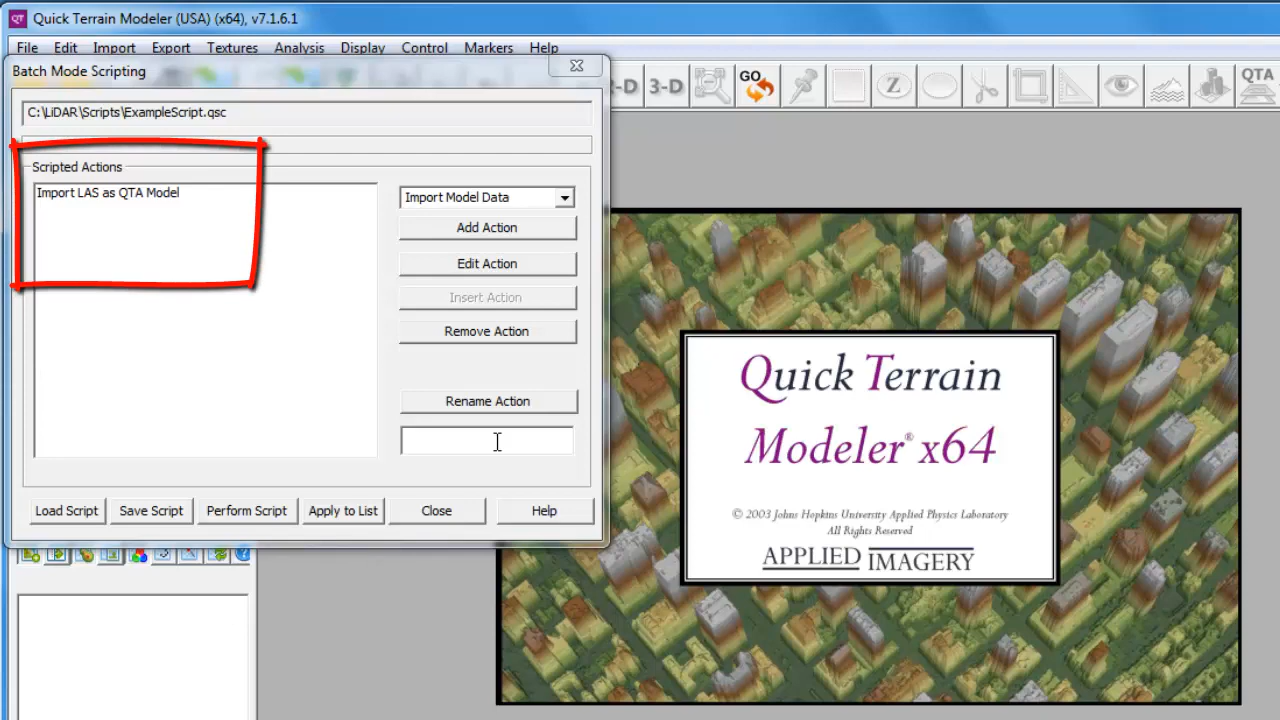 QT Quick Terrain Modeler (USA) (x64), v7.1.6.1
File Edit Import Export Textures Analysis Display Control Markers Help
Batch Mode Scripting
-D 3-D GO Z QTA
C:\LiDAR\Scripts\ExampleScript.qsc
Scripted Actions
Import LAS as QTA Model
Import Model Data
Add Action
Edit Action
Insert Action
Remove Action
Rename Action
Load Script Save Script Perform Script Apply to List Close Help
Quick Terrain
Modeler® x64
© 2003 Johns Hopkins University Applied Physics Laboratory
All Rights Reserved
APPLIED IMAGERY